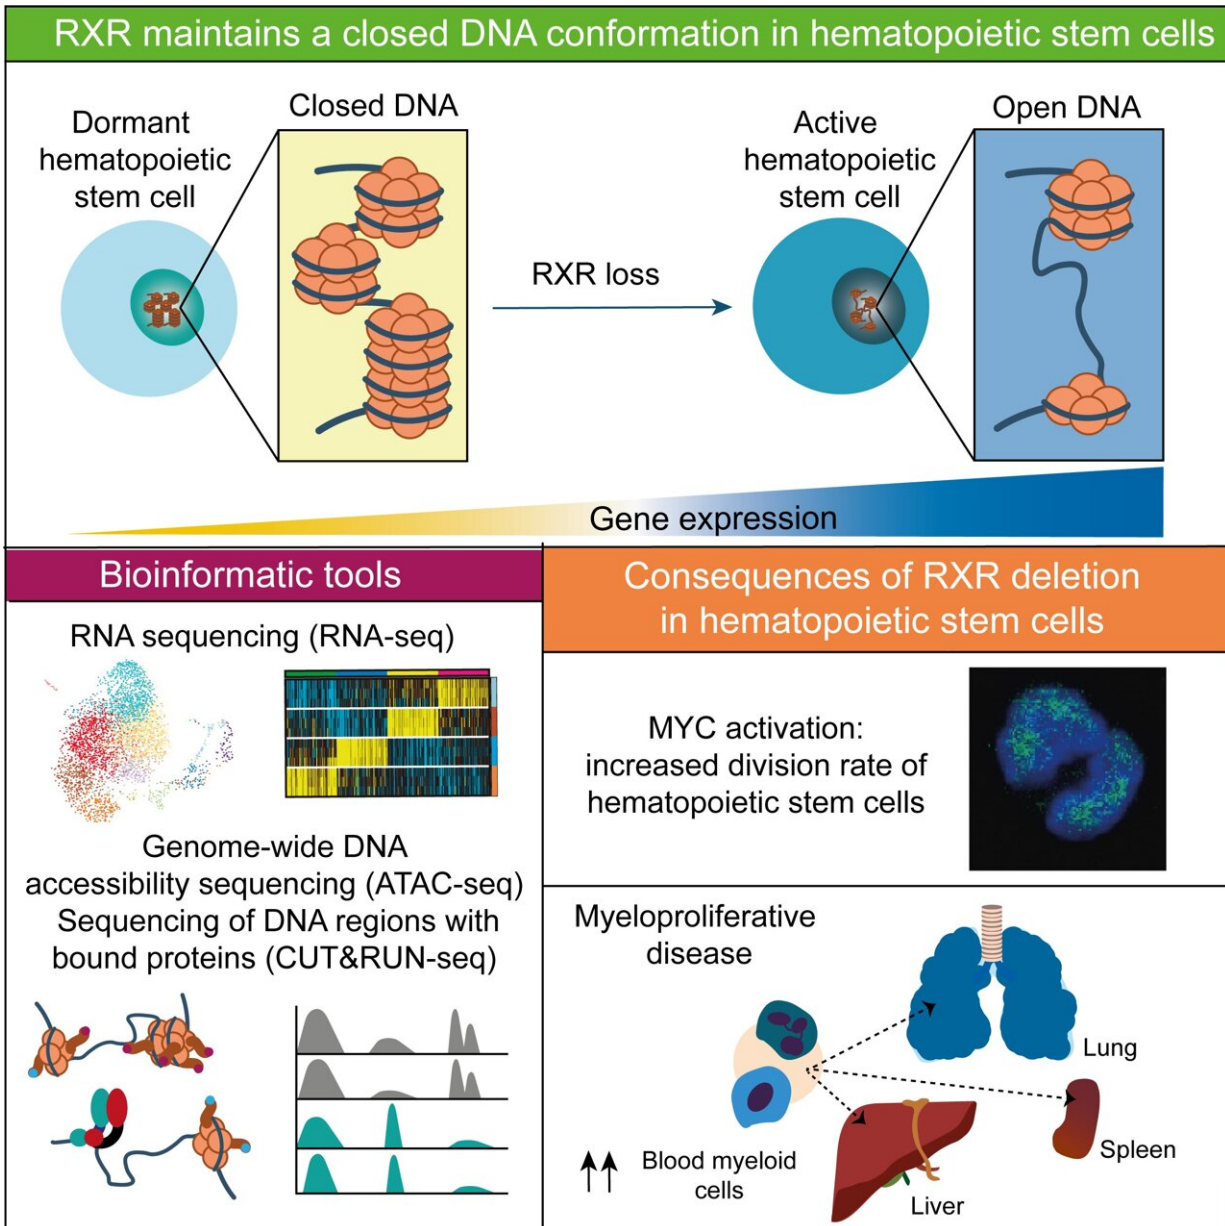 RXR maintains a closed DNA conformation in hematopoietic stem cells
Dormant
hematopoietic
stem cell
Closed DNA
RXR loss
Active
hematopoietic
stem cell
Open DNA
Gene expression
Bioinformatic tools
RNA sequencing (RNA-seq)
Genome-wide DNA
accessibility sequencing (ATAC-seq)
Sequencing of DNA regions with
bound proteins (CUT&RUN-seq)
Consequences of RXR deletion
in hematopoietic stem cells
MYC activation:
increased division rate of
hematopoietic stem cells
Myeloproliferative
disease
Lung
Spleen
Liver
Blood myeloid
cells